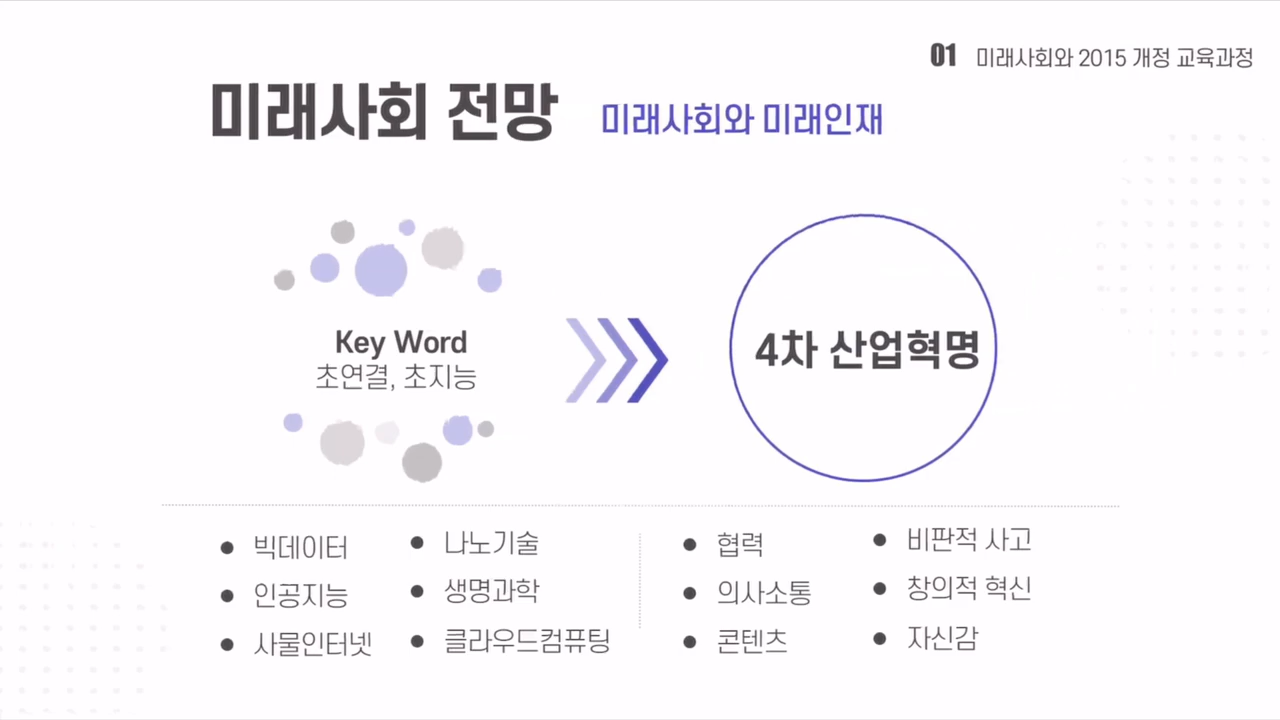 01 미래사회와 2015 개정 교육과정
미래사회 전망 미래사회와 미래인재
Key Word
초연결, 초지능
4차 산업혁명
빅데이터
인공지능
사물인터넷
나노기술
생명과학
클라우드컴퓨팅
협력
의사소통
콘텐츠
비판적 사고
창의적 혁신
자신감